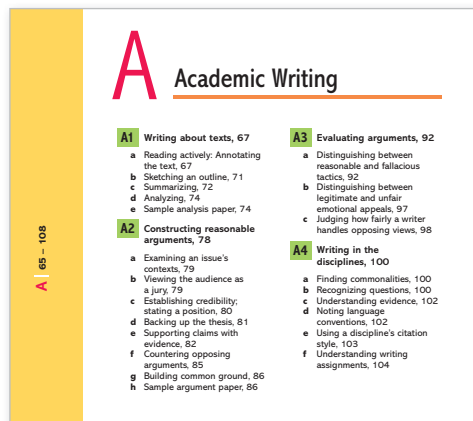 A
Academic Writing
A1 Writing about texts, 67
a Reading actively: Annotating
the text, 67
b Sketching an outline, 71
c Summarizing, 72
d Analyzing, 74
e Sample analysis paper, 74
A2 Constructing reasonable
arguments, 78
a Examining an issue's
contexts, 79
b Viewing the audience as
a jury, 79
c Establishing credibility;
stating a position, 80
d Backing up the thesis, 81
e Supporting claims with
evidence, 82
f Countering opposing
arguments, 85
g Building common ground, 86
h Sample argument paper, 86
A3 Evaluating arguments, 92
a Distinguishing between
reasonable and fallacious
tactics, 92
b Distinguishing between
legitimate and unfair
emotional appeals, 97
c Judging how fairly a writer
handles opposing views, 98
A4 Writing in the
disciplines, 100
a Finding commonalities, 100
b Recognizing questions, 100
c Understanding evidence, 102
d Noting language
conventions, 102
e Using a discipline's citation
style, 103
f Understanding writing
assignments, 104
A 65 – 108